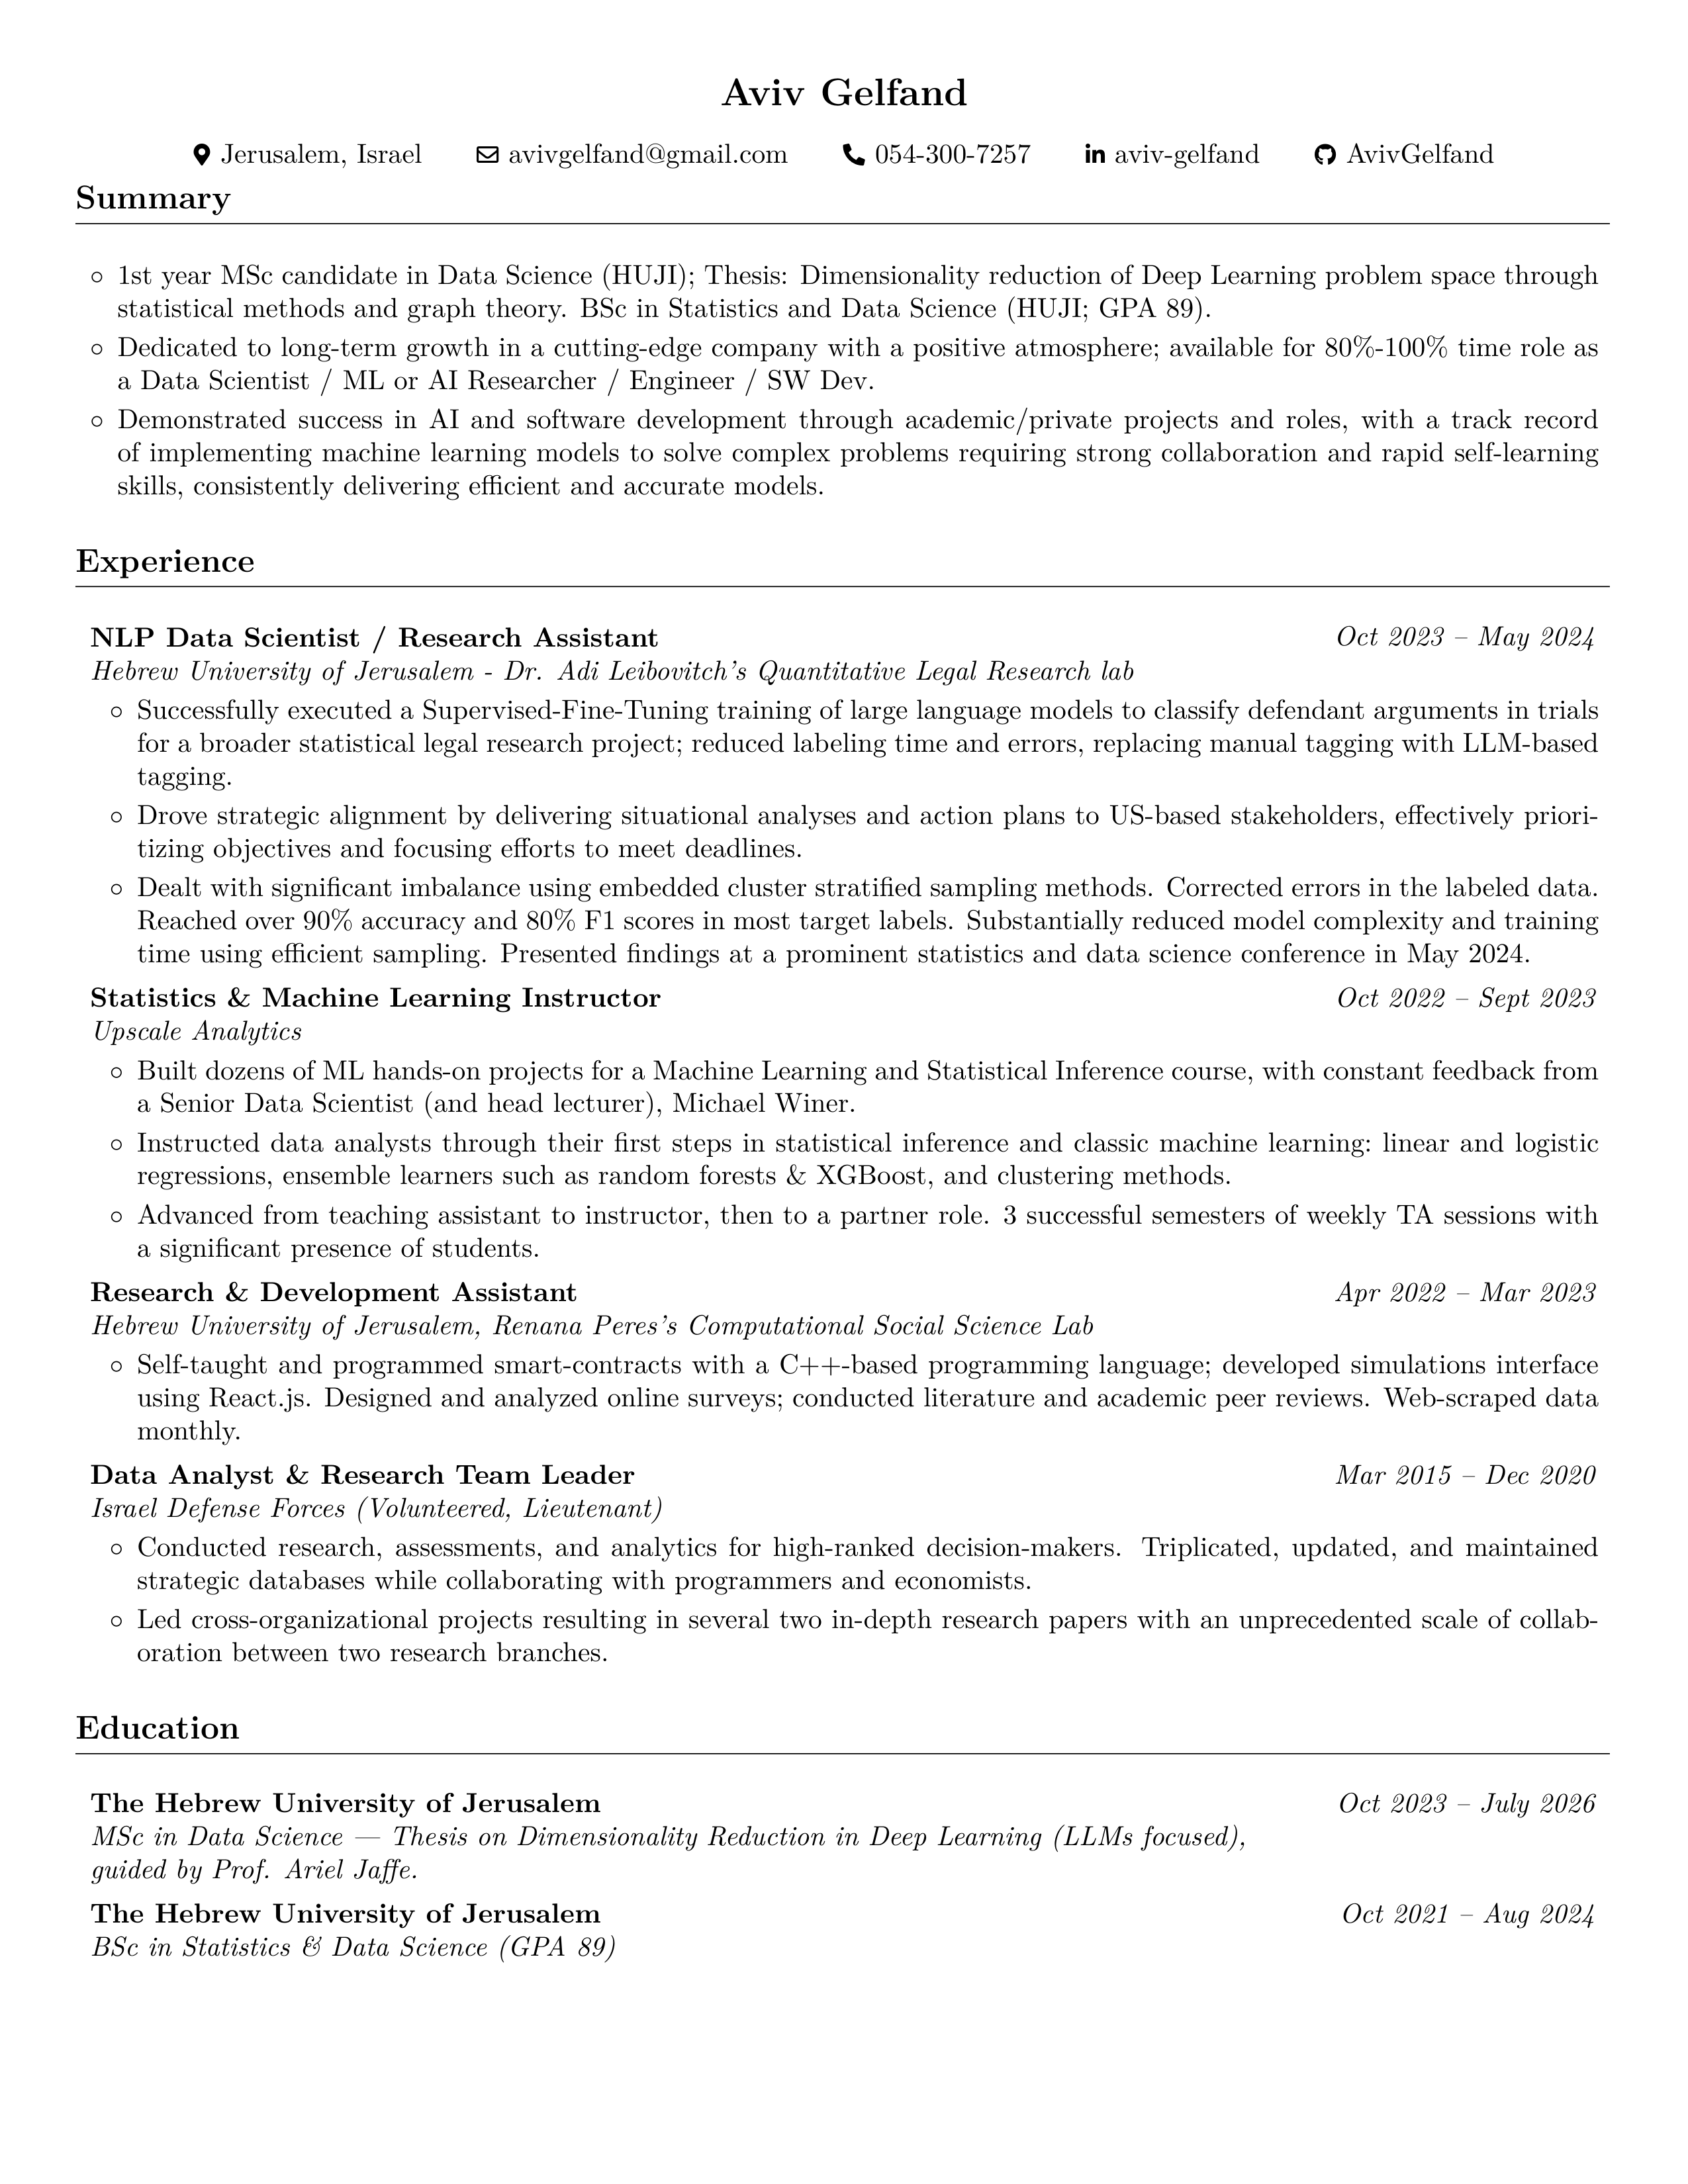 Aviv Gelfand
Jerusalem, Israel avivgelfand@gmail.com 054-300-7257 aviv-gelfand AvivGelfand
Summary
◦ 1st year MSc candidate in Data Science (HUJI); Thesis: Dimensionality reduction of Deep Learning problem space through
statistical methods and graph theory. BSc in Statistics and Data Science (HUJI; GPA 89).
◦ Dedicated to long-term growth in a cutting-edge company with a positive atmosphere; available for 80%-100% time role as
a Data Scientist / ML or AI Researcher / Engineer / SW Dev.
◦ Demonstrated success in AI and software development through academic/private projects and roles, with a track record
of implementing machine learning models to solve complex problems requiring strong collaboration and rapid self-learning
skills, consistently delivering efficient and accurate models.
Experience
NLP Data Scientist / Research Assistant Oct 2023 – May 2024
Hebrew University of Jerusalem - Dr. Adi Leibovitch's Quantitative Legal Research lab
◦ Successfully executed a Supervised-Fine-Tuning training of large language models to classify defendant arguments in trials
for a broader statistical legal research project; reduced labeling time and errors, replacing manual tagging with LLM-based
tagging.
◦ Drove strategic alignment by delivering situational analyses and action plans to US-based stakeholders, effectively priori-
tizing objectives and focusing efforts to meet deadlines.
◦ Dealt with significant imbalance using embedded cluster stratified sampling methods. Corrected errors in the labeled data.
Reached over 90% accuracy and 80% F1 scores in most target labels. Substantially reduced model complexity and training
time using efficient sampling. Presented findings at a prominent statistics and data science conference in May 2024.
Statistics & Machine Learning Instructor Oct 2022 – Sept 2023
Upscale Analytics
◦ Built dozens of ML hands-on projects for a Machine Learning and Statistical Inference course, with constant feedback from
a Senior Data Scientist (and head lecturer), Michael Winer.
◦ Instructed data analysts through their first steps in statistical inference and classic machine learning: linear and logistic
regressions, ensemble learners such as random forests & XGBoost, and clustering methods.
◦ Advanced from teaching assistant to instructor, then to a partner role. 3 successful semesters of weekly TA sessions with
a significant presence of students.
Research & Development Assistant Apr 2022 – Mar 2023
Hebrew University of Jerusalem, Renana Peres's Computational Social Science Lab
◦ Self-taught and programmed smart-contracts with a C++-based programming language; developed simulations interface
using React.js. Designed and analyzed online surveys; conducted literature and academic peer reviews. Web-scraped data
monthly.
Data Analyst & Research Team Leader Mar 2015 – Dec 2020
Israel Defense Forces (Volunteered, Lieutenant)
◦ Conducted research, assessments, and analytics for high-ranked decision-makers. Triplicated, updated, and maintained
strategic databases while collaborating with programmers and economists.
◦ Led cross-organizational projects resulting in several two in-depth research papers with an unprecedented scale of collab-
oration between two research branches.
Education
The Hebrew University of Jerusalem Oct 2023 – July 2026
MSc in Data Science — Thesis on Dimensionality Reduction in Deep Learning (LLMs focused),
guided by Prof. Ariel Jaffe.
The Hebrew University of Jerusalem Oct 2021 – Aug 2024
BSc in Statistics & Data Science (GPA 89)